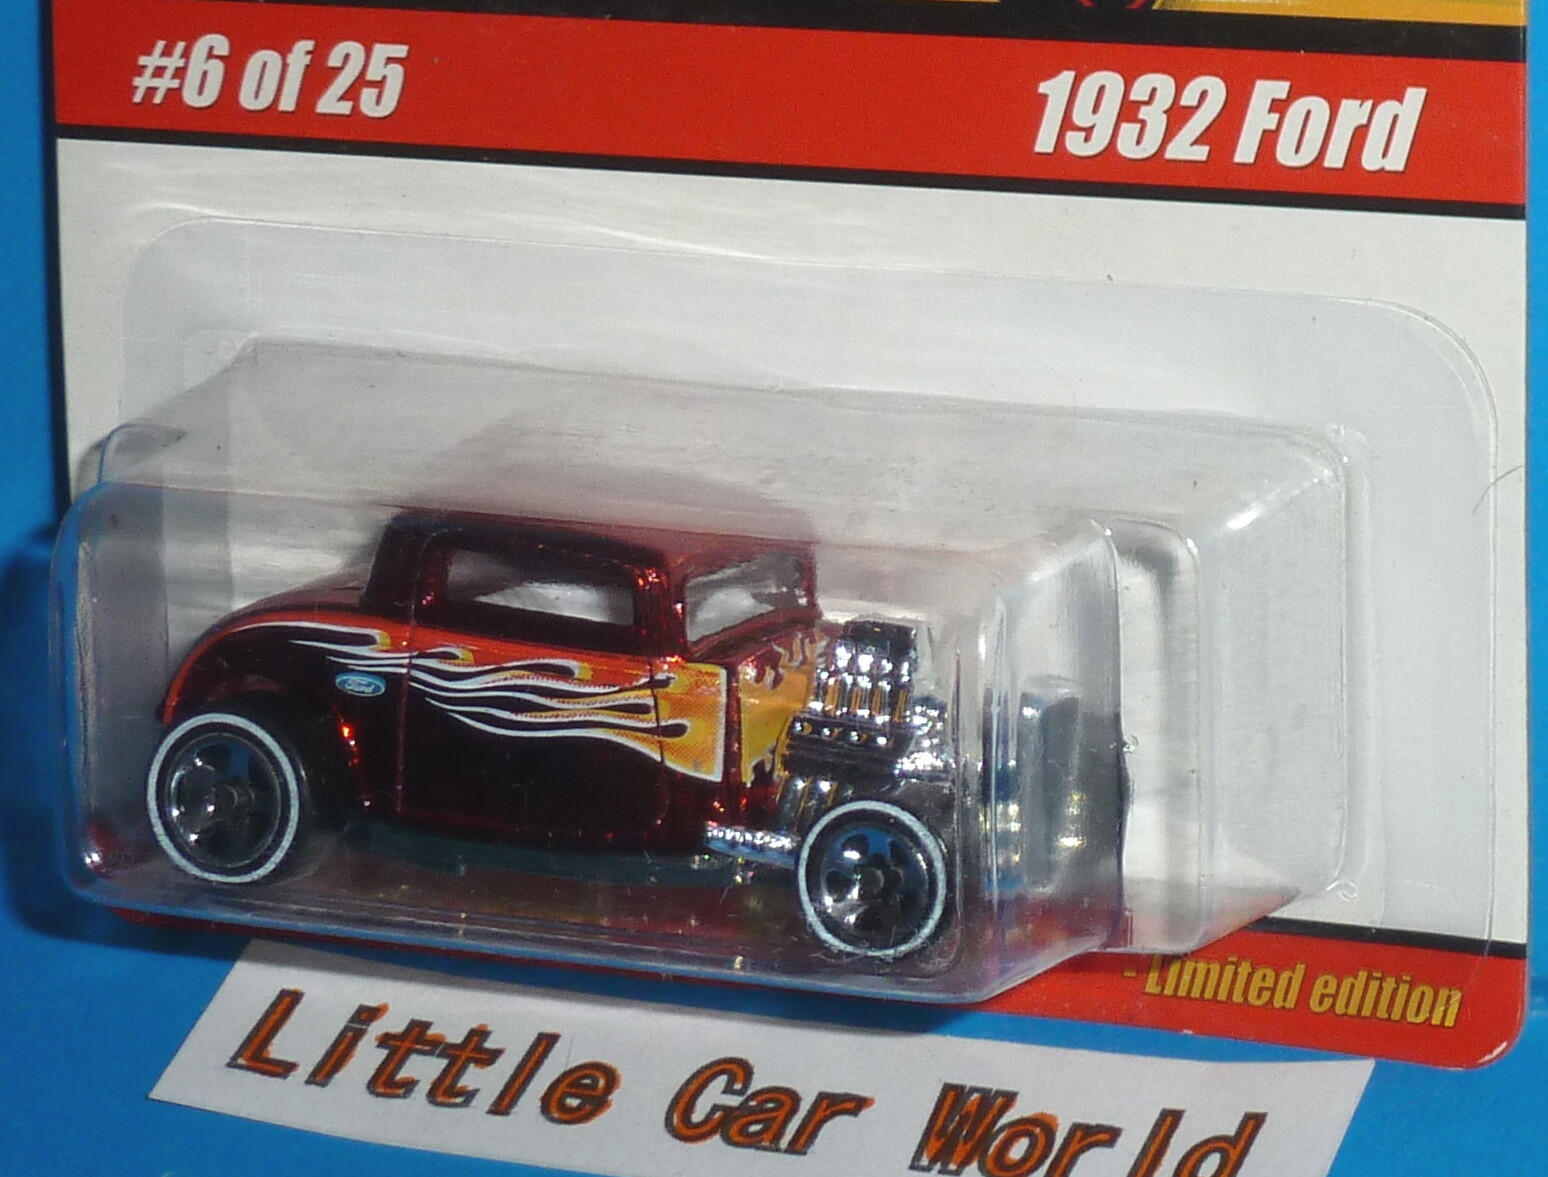 #6 of 25
1932 Ford
Ford
- Limited edition
Little Car World